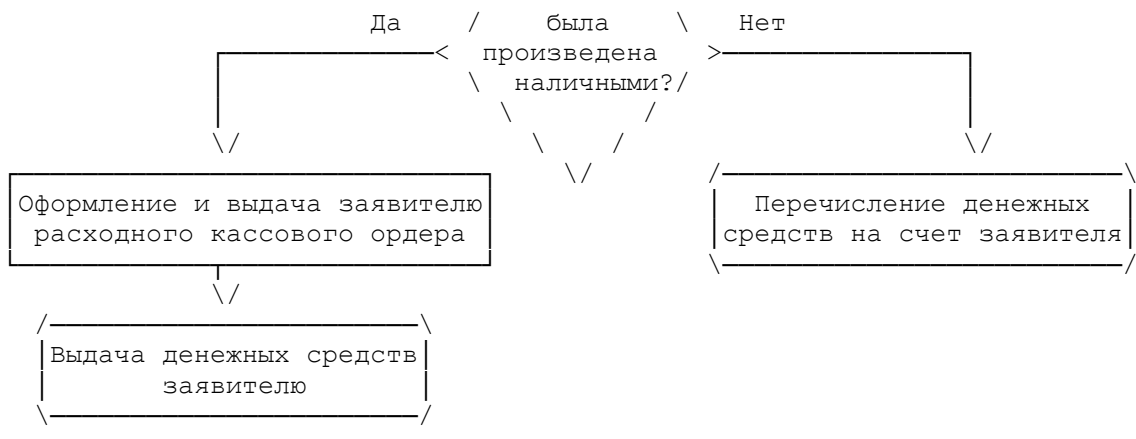 Да была Нет
произведена
наличными?
Оформление и выдача заявителю
расходного кассового ордера
Перечисление денежных
средств на счет заявителя
Выдача денежных средств
заявителю